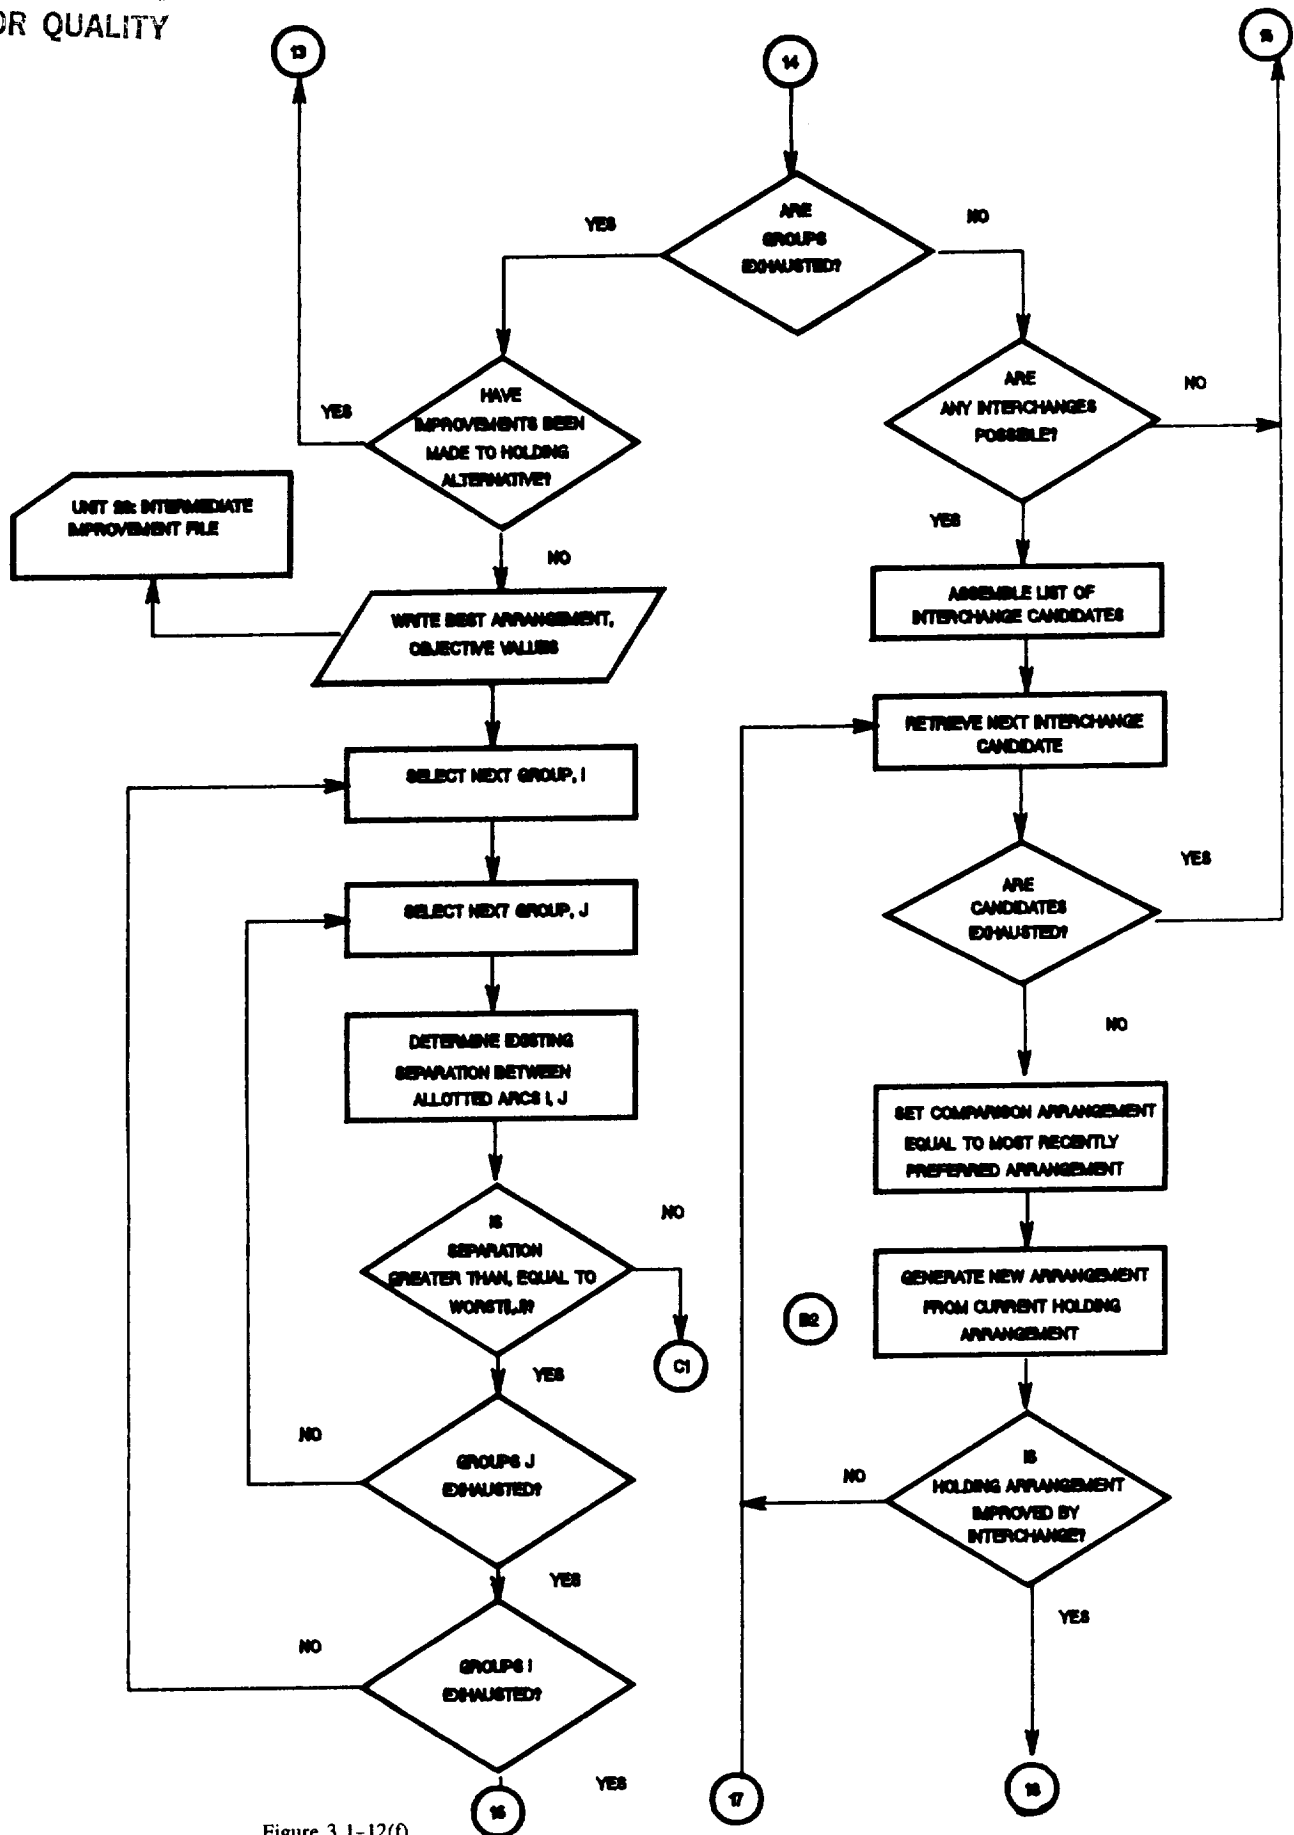 OR QUALITY
13
14
15
ARE
GROUPS
EXHAUSTED?
YES
NO
HAVE
IMPROVEMENTS BEEN
MADE TO HOLDING
ALTERNATIVE?
YES
NO
ARE
ANY INTERCHANGES
POSSIBLE?
NO
YES
UNIT INTERMEDIATE
IMPROVEMENT FILE
WRITE BEST ARRANGEMENT,
OBJECTIVE VALUES
ASSEMBLE LIST OF
INTERCHANGE CANDIDATES
RETRIEVE NEXT INTERCHANGE
CANDIDATE
SELECT NEXT GROUP, I
SELECT NEXT GROUP, J
ARE
CANDIDATES
EXHAUSTED?
YES
NO
DETERMINE EXISTING
SEPARATION BETWEEN
ALLOTTED ARCS I, J
SET COMPARISON ARRANGEMENT
EQUAL TO MOST RECENTLY
PREFERRED ARRANGEMENT
IS
SEPARATION
GREATER THAN, EQUAL TO
NO
YES
C1
GENERATE NEW ARRANGEMENT
FROM CURRENT HOLDING
ARRANGEMENT
B2
GROUPS J
EXHAUSTED?
NO
YES
IS
HOLDING ARRANGEMENT
IMPROVED BY
INTERCHANGE?
NO
YES
GROUPS I
EXHAUSTED?
NO
YES
16
17
18
Figure 3.1-12(f)